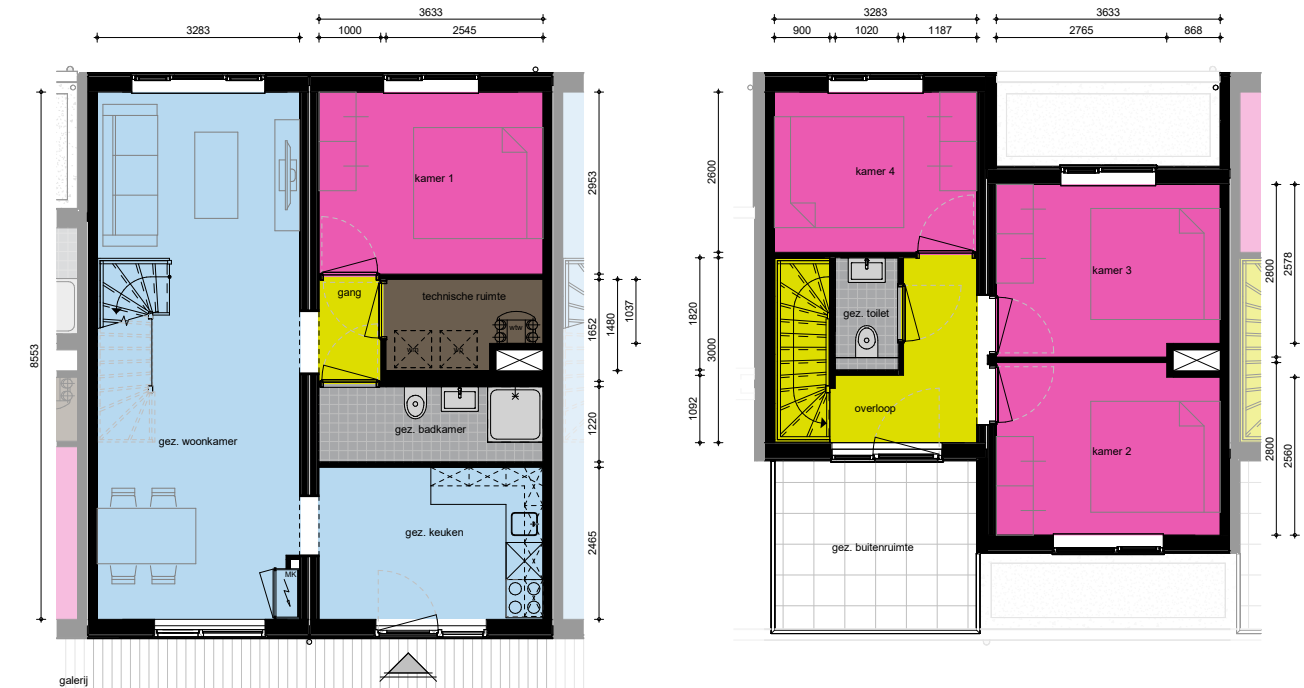 3633
3283
1000
2545
3283
3633
900
1020
1187
2765
868
kamer 1
2953
gang
technische ruimte
wm
wd
wtw
1652
1480
1037
8553
gez. badkamer
1220
gez. woonkamer
gez. keuken
2465
MK
galerij
kamer 4
2600
kamer 3
2800
2578
gez. toilet
1820
3000
overloop
1092
kamer 2
2800
2560
gez. buitenruimte